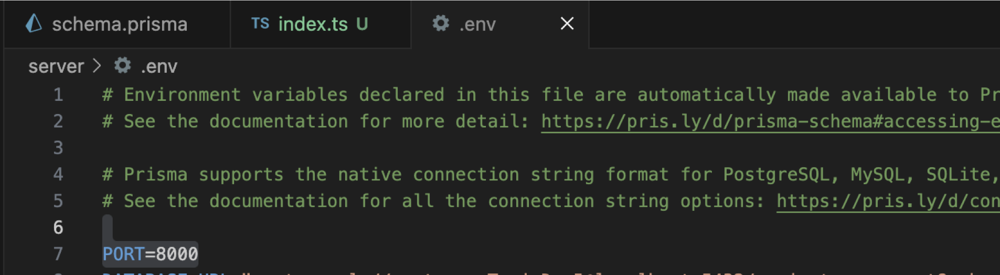 schema.prisma
TS index.ts U
.env
server > .env
1 # Environment variables declared in this file are automatically made available to Pr
2 # See the documentation for more detail: https://pris.ly/d/prisma-schema#accessing-e
3
4 # Prisma supports the native connection string format for PostgreSQL, MySQL, SQLite,
5 # See the documentation for all the connection string options: https://pris.ly/d/con
6
7 PORT=8000